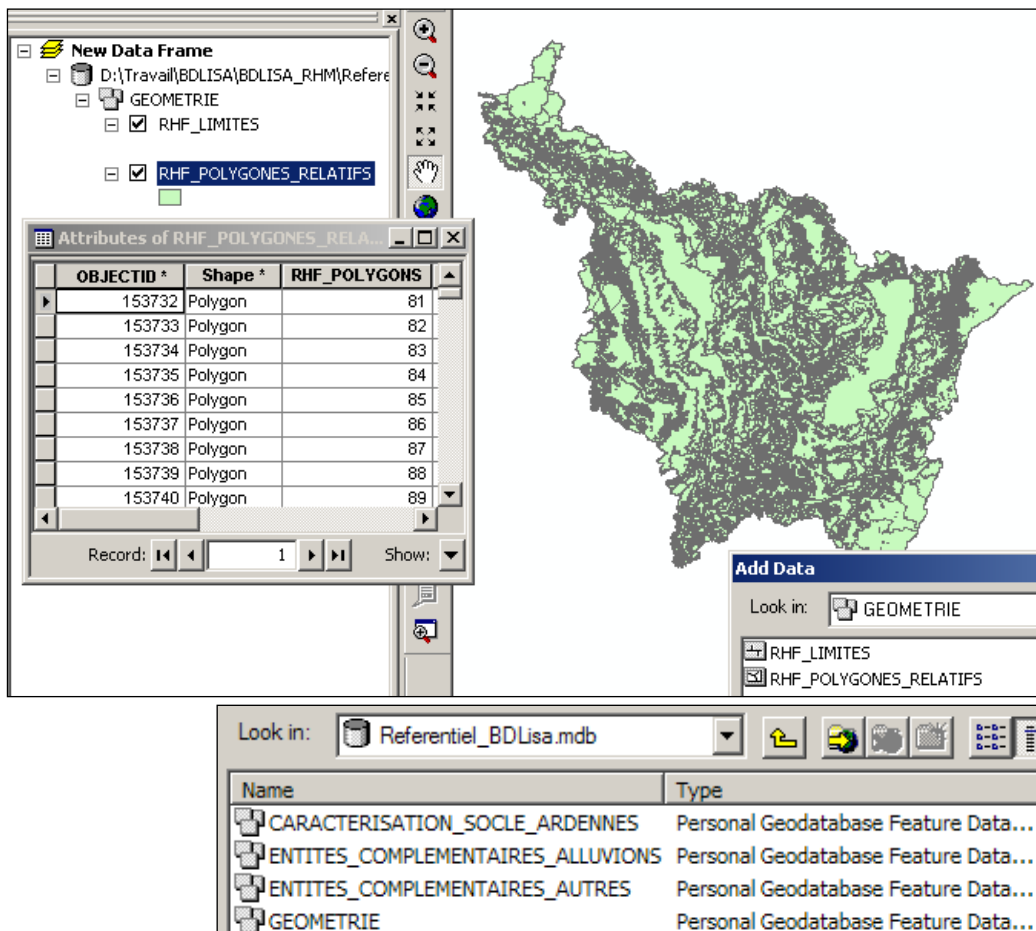 New Data Frame
D:\Travail\BDLISA\BDLISA_RHM\Refere
GEOMETRIE
RHF_LIMITES
RHF_POLYGONES_RELATIFS
Attributes of RHF_POLYGONES_RELA...
OBJECTID * Shape * RHF_POLYGONS
153732 Polygon 81
153733 Polygon 82
153734 Polygon 83
153735 Polygon 84
153736 Polygon 85
153737 Polygon 86
153738 Polygon 87
153739 Polygon 88
153740 Polygon 89
Record: 1 Show:
Add Data
Look in: GEOMETRIE
RHF_LIMITES
RHF_POLYGONES_RELATIFS
Look in: Referentiel_BDLisa.mdb
Name Type
CARACTERISATION_SOCLE_ARDENNES Personal Geodatabase Feature Data...
ENTITES_COMPLEMENTAIRES_ALLUVIONS Personal Geodatabase Feature Data...
ENTITES_COMPLEMENTAIRES_AUTRES Personal Geodatabase Feature Data...
GEOMETRIE Personal Geodatabase Feature Data...